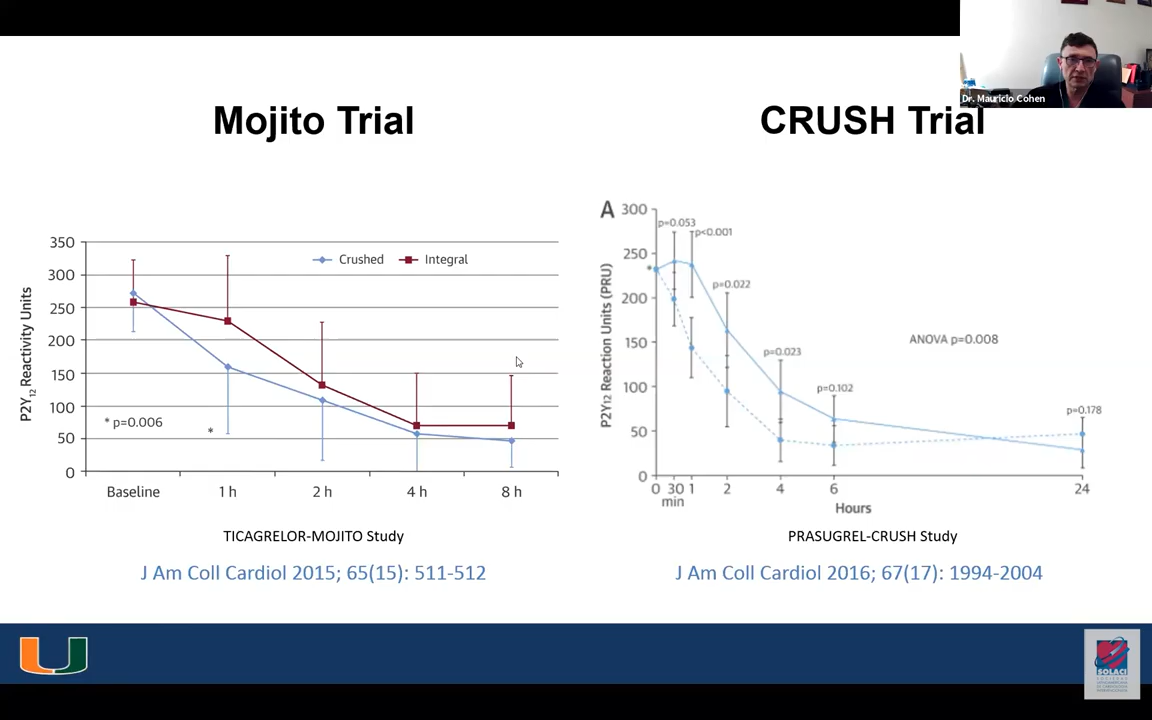 Dr. Mauricio Cohen
Mojito Trial
CRUSH Trial
350
300
250
200
150
100
50
0
P2Y12 Reactivity Units
Crushed
Integral
* p=0.006
*
Baseline
1 h
2 h
4 h
8 h
TICAGRELOR-MOJITO Study
J Am Coll Cardiol 2015; 65(15): 511-512
A
300
250
200
150
100
50
0
P2Y12 Reaction Units (PRU)
*
p=0.053
p<0.001
p=0.022
p=0.023
p=0.102
p=0.178
ANOVA p=0.008
0 30 1 2 4 6 24
min
Hours
PRASUGREL-CRUSH Study
J Am Coll Cardiol 2016; 67(17): 1994-2004
SOLACI